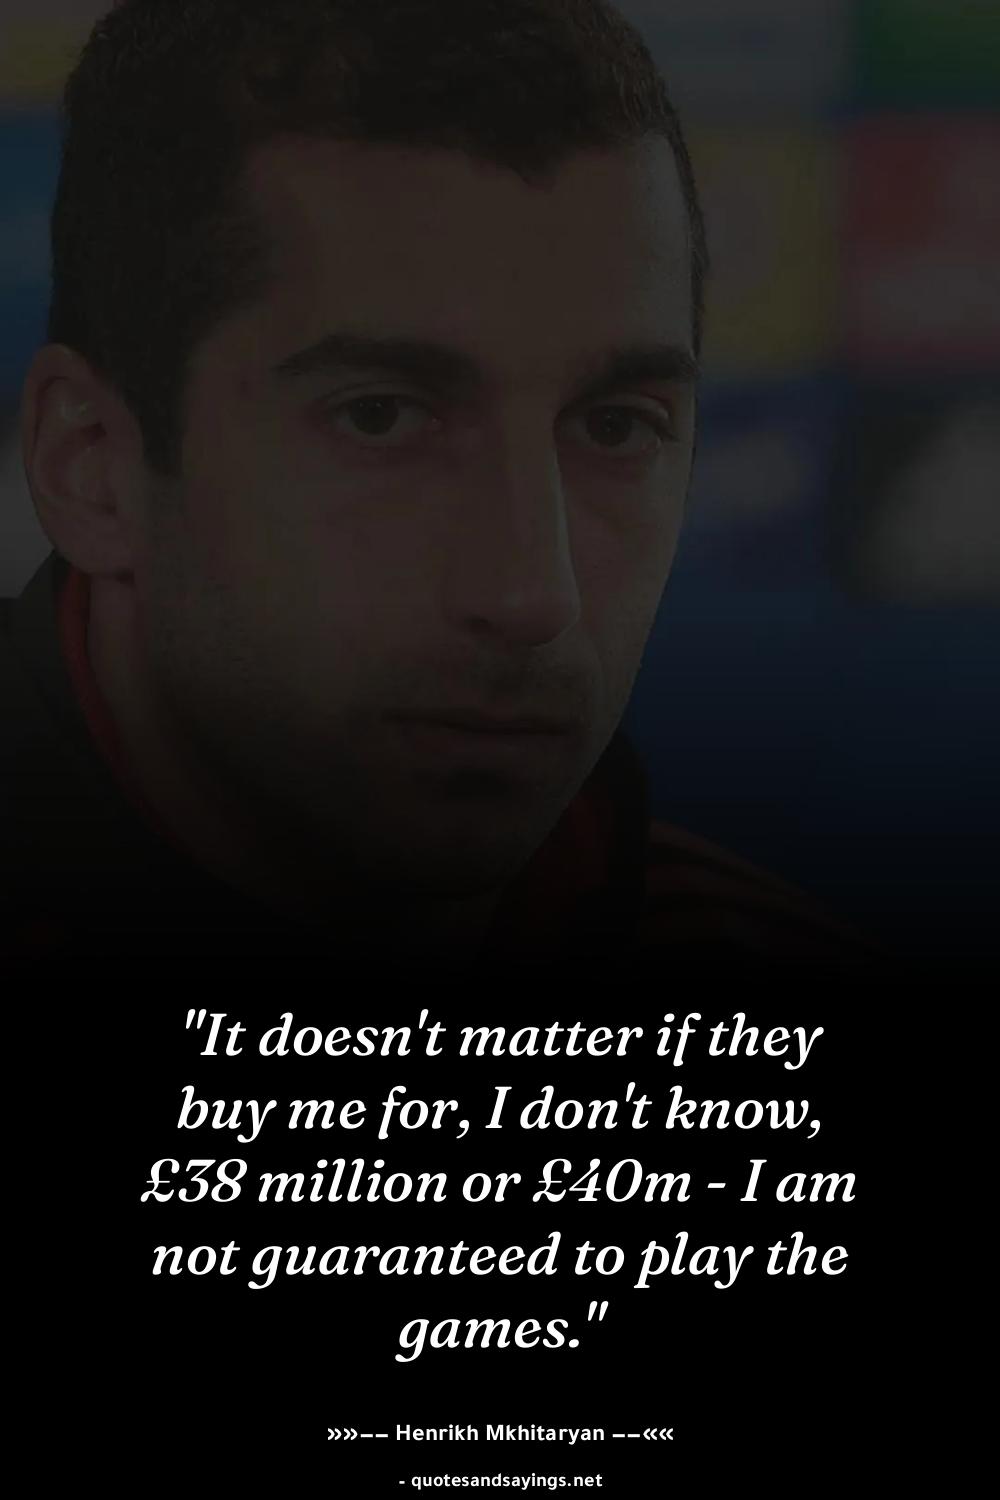 "It doesn't matter if they
buy me for, I don't know,
£38 million or £40m - I am
not guaranteed to play the
games."
»»−− Henrikh Mkhitaryan −−««
- quotesandsayings.net